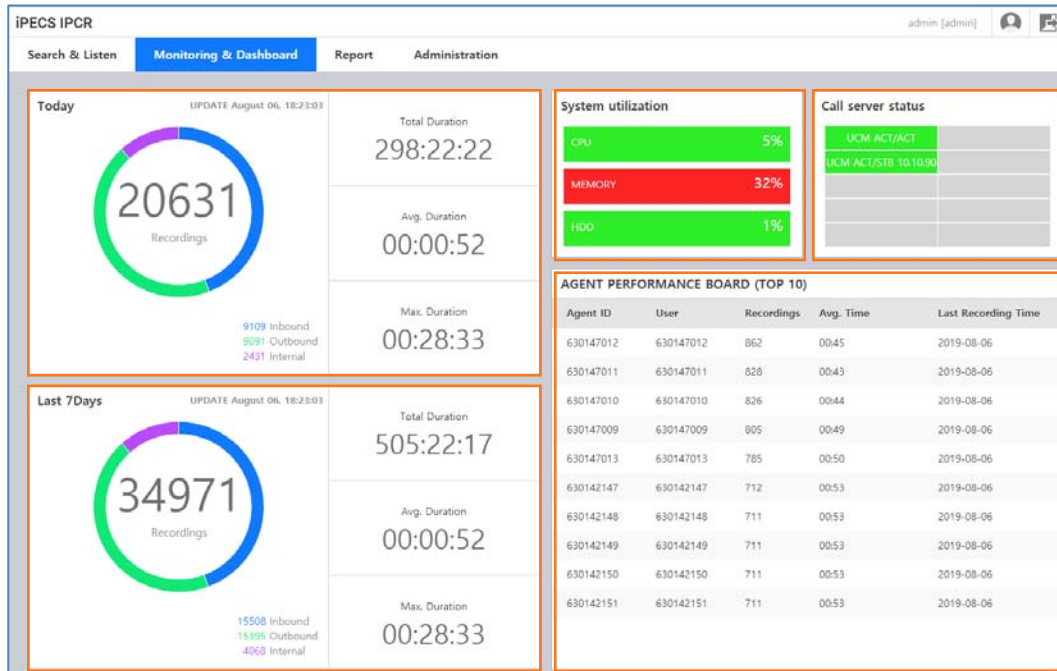 iPECS IPCR
admin [admin]
Search & Listen Monitoring & Dashboard Report Administration
Today UPDATE August 06, 18:23:03
20631
Recordings
9109 Inbound
9091 Outbound
2431 Internal
Total Duration
298:22:22
Avg. Duration
00:00:52
Max. Duration
00:28:33
System utilization
CPU 5%
MEMORY 32%
HDD 1%
Call server status
UCM ACT/ACT
UCM ACT/STB 10.10.90
Last 7Days UPDATE August 06, 18:23:03
34971
Recordings
15508 Inbound
15395 Outbound
4068 Internal
Total Duration
505:22:17
Avg. Duration
00:00:52
Max. Duration
00:28:33
AGENT PERFORMANCE BOARD (TOP 10)
Agent ID User Recordings Avg. Time Last Recording Time
630147012 630147012 862 00:45 2019-08-06
630147011 630147011 828 00:43 2019-08-06
630147010 630147010 826 00:44 2019-08-06
630147009 630147009 805 00:49 2019-08-06
630147013 630147013 785 00:50 2019-08-06
630142147 630142147 712 00:53 2019-08-06
630142148 630142148 711 00:53 2019-08-06
630142149 630142149 711 00:53 2019-08-06
630142150 630142150 711 00:53 2019-08-06
630142151 630142151 711 00:53 2019-08-06